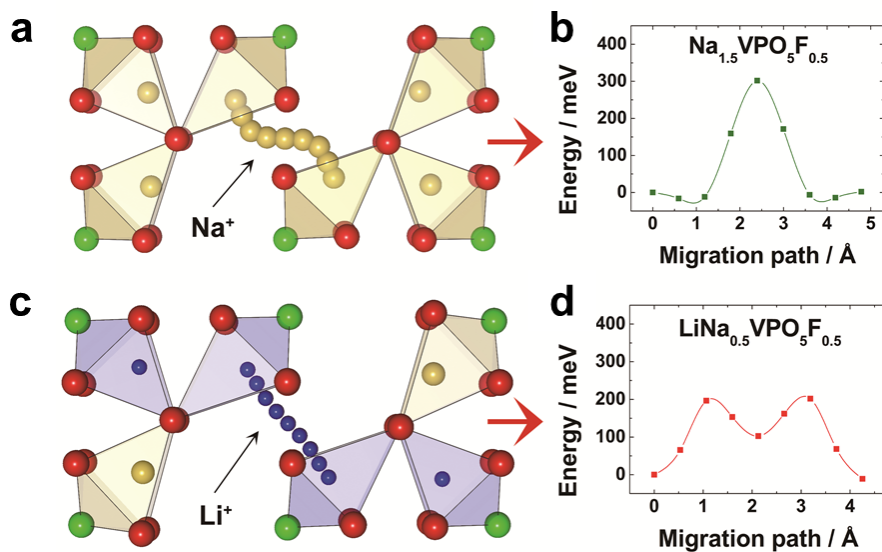 a
Na⁺
b
Na₁.₅VPO₅F₀.₅
Energy / meV
400
300
200
100
0
0 1 2 3 4 5
Migration path / Å
c
Li⁺
d
LiNa₀.₅VPO₅F₀.₅
Energy / meV
400
300
200
100
0
0 1 2 3 4
Migration path / Å